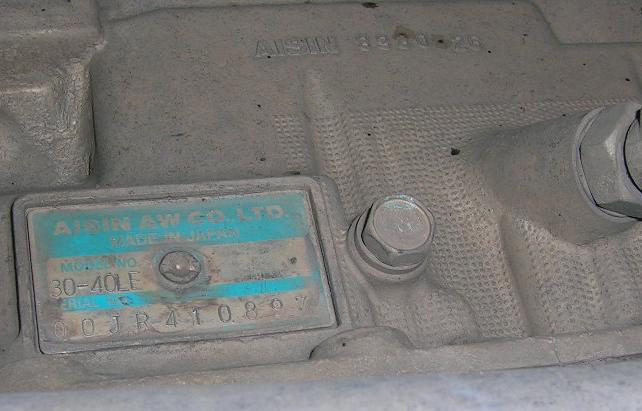 AISIN
AISIN AW CO. LTD.
MADE IN JAPAN
MODEL NO.
30-40LE
SERIAL NO
00JR410897